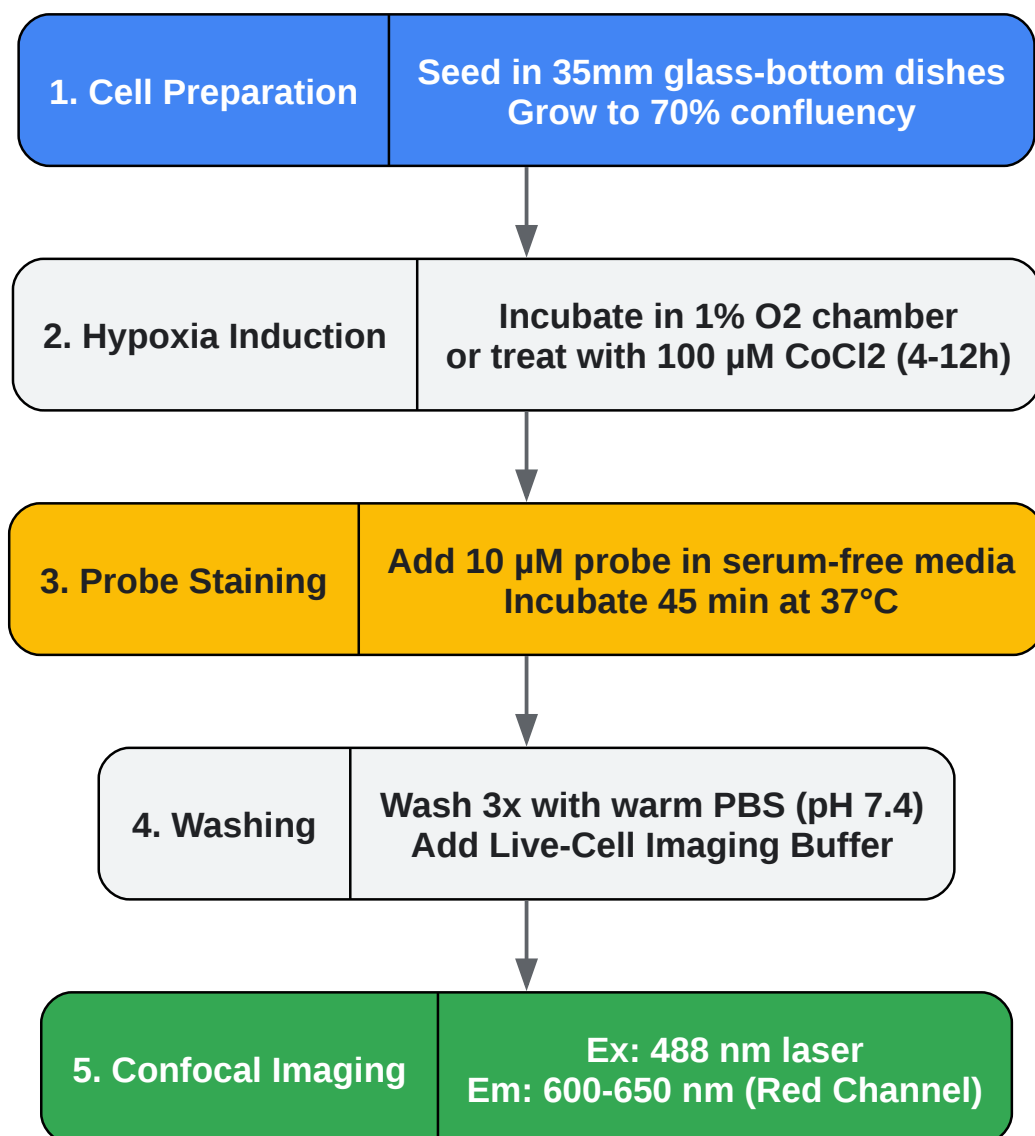 1. Cell Preparation
Seed in 35mm glass-bottom dishes
Grow to 70% confluency
2. Hypoxia Induction
Incubate in 1% O2 chamber
or treat with 100 µM CoCl2 (4-12h)
3. Probe Staining
Add 10 µM probe in serum-free media
Incubate 45 min at 37°C
4. Washing
Wash 3x with warm PBS (pH 7.4)
Add Live-Cell Imaging Buffer
5. Confocal Imaging
Ex: 488 nm laser
Em: 600-650 nm (Red Channel)